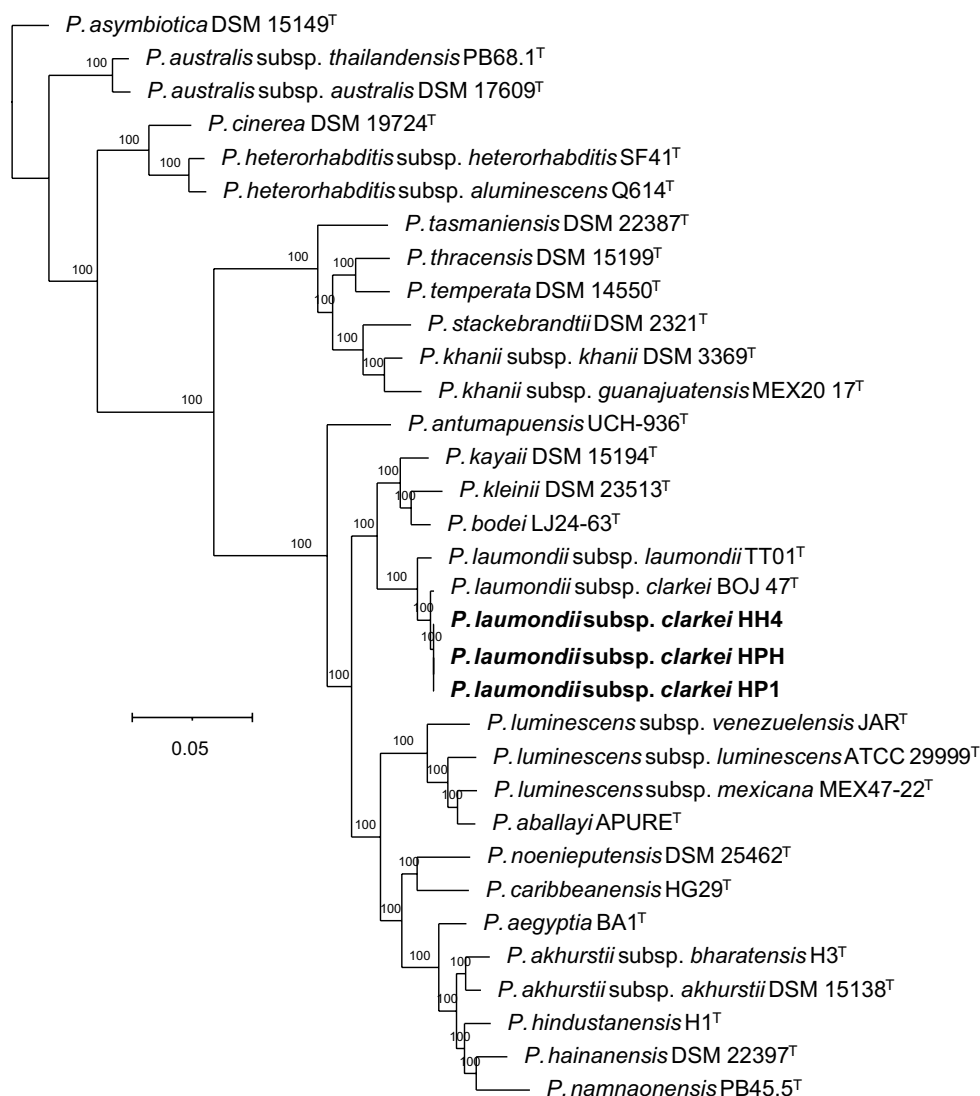 P. asymbiotica DSM 15149T
100
P. australis subsp. thailandensis PB68.1T
P. australis subsp. australis DSM 17609T
P. cinerea DSM 19724T
100
P. heterorhabditis subsp. heterorhabditis SF41T
100
P. heterorhabditis subsp. aluminescens Q614T
P. tasmaniensis DSM 22387T
P. thracensis DSM 15199T
100
100
100
P. temperata DSM 14550T
100
P. stackebrandtii DSM 2321T
100
P. khanii subsp. khanii DSM 3369T
100
P. khanii subsp. guanajuatensis MEX20 17T
100
P. antumapuensis UCH-936T
P. kayaii DSM 15194T
100
P. kleinii DSM 23513T
100
P. bodei LJ24-63T
100
100
P. laumondii subsp. laumondii TT01T
100
P. laumondii subsp. clarkei BOJ 47T
100
P. laumondii subsp. clarkei HH4
100
P. laumondii subsp. clarkei HPH
100
P. laumondii subsp. clarkei HP1
P. luminescens subsp. venezuelensis JART
0.05
100
P. luminescens subsp. luminescens ATCC 29999T
100
P. luminescens subsp. mexicana MEX47-22T
100
P. aballayi APURET
100
P. noenieputensis DSM 25462T
100
P. caribbeanensis HG29T
100
P. aegyptia BA1T
100
P. akhurstii subsp. bharatensis H3T
100
P. akhurstii subsp. akhurstii DSM 15138T
100
P. hindustanensis H1T
100
P. hainanensis DSM 22397T
100
P. namnaonensis PB45.5T